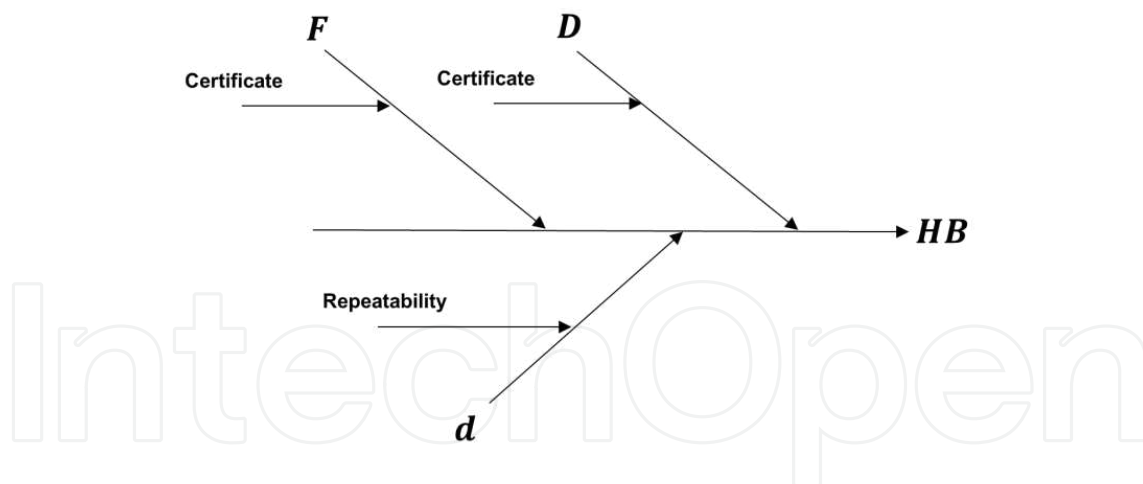 F
D
Certificate
Certificate
HB
Repeatability
d
IntechOpen